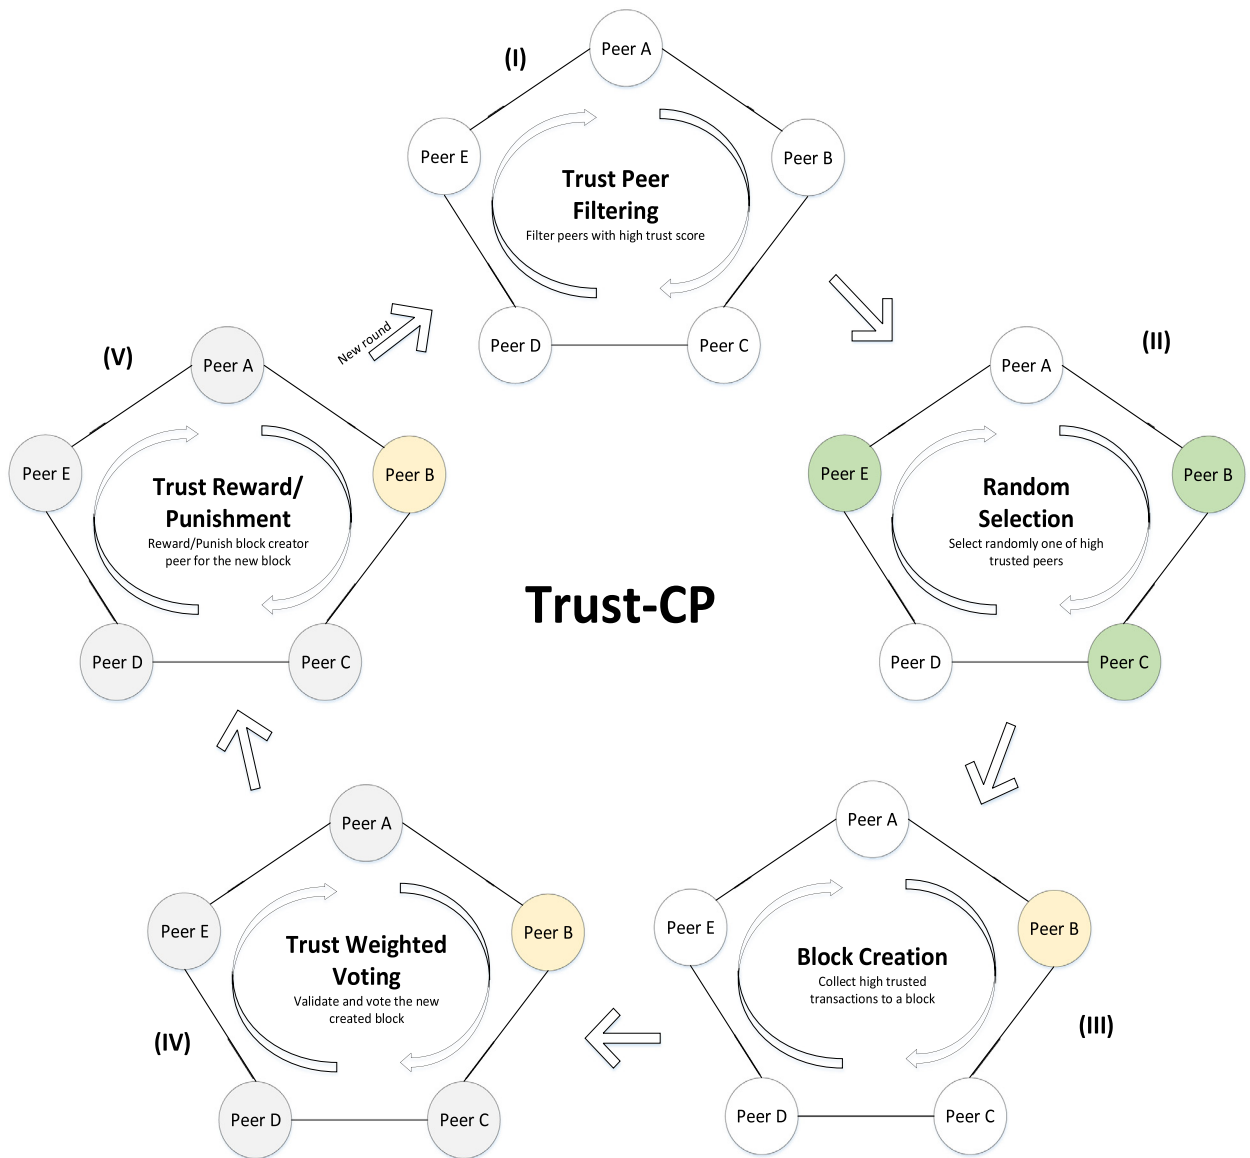 (I)
Peer A
Peer E
Peer B
Trust Peer
Filtering
Filter peers with high trust score
Peer D
Peer C
New round
(II)
Peer A
Peer E
Peer B
Random
Selection
Select randomly one of high
trusted peers
Peer D
Peer C
(III)
Peer A
Peer E
Peer B
Block Creation
Collect high trusted
transactions to a block
Peer D
Peer C
(IV)
Peer A
Peer E
Peer B
Trust Weighted
Voting
Validate and vote the new
created block
Peer D
Peer C
(V)
Peer A
Peer E
Peer B
Trust Reward/
Punishment
Reward/Punish block creator
peer for the new block
Peer D
Peer C
Trust-CP